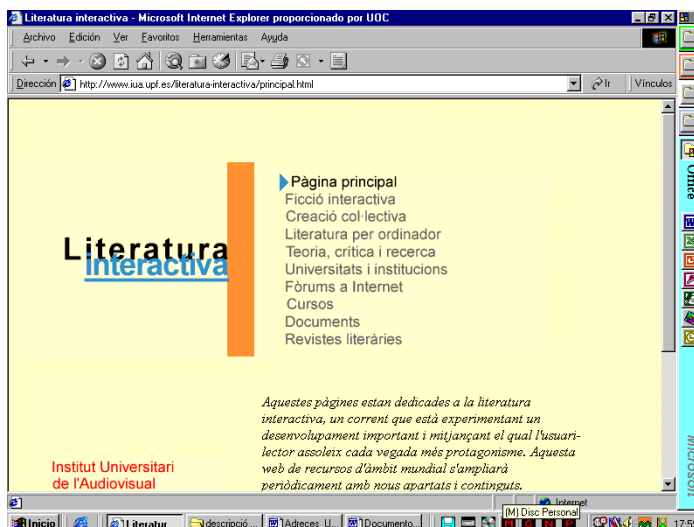 Literatura interactiva - Microsoft Internet Explorer proporcionado por UOC
Archivo Edición Ver Favoritos Herramientas Ayuda
Dirección http://www.iua.upf.es/literatura-interactiva/principal.html Ir Vínculos
Literatura
interactiva
Pàgina principal
Ficció interactiva
Creació col·lectiva
Literatura per ordinador
Teoria, crítica i recerca
Universitats i institucions
Fòrums a Internet
Cursos
Documents
Revistes literàries
Aquestes pàgines estan dedicades a la literatura
interactiva, un corrent que està experimentant un
desenvolupament important i mitjançant el qual l'usuari-
lector assoleix cada vegada més protagonisme. Aquesta
web de recursos d'àmbit mundial s'ampliarà
periòdicament amb nous apartats i continguts.
Institut Universitari
de l'Audiovisual
Internet
[M] Disc Personal
Inicio Literatur... descripció ... Adreces_U... Documento...
M G N P
Office
Microsoft